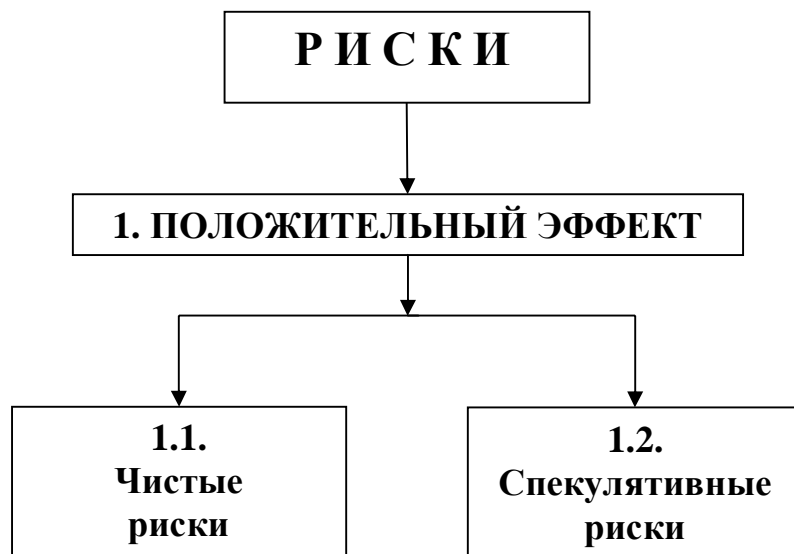 Р И С К И
1. ПОЛОЖИТЕЛЬНЫЙ ЭФФЕКТ
1.1.
Чистые
риски
1.2.
Спекулятивные
риски